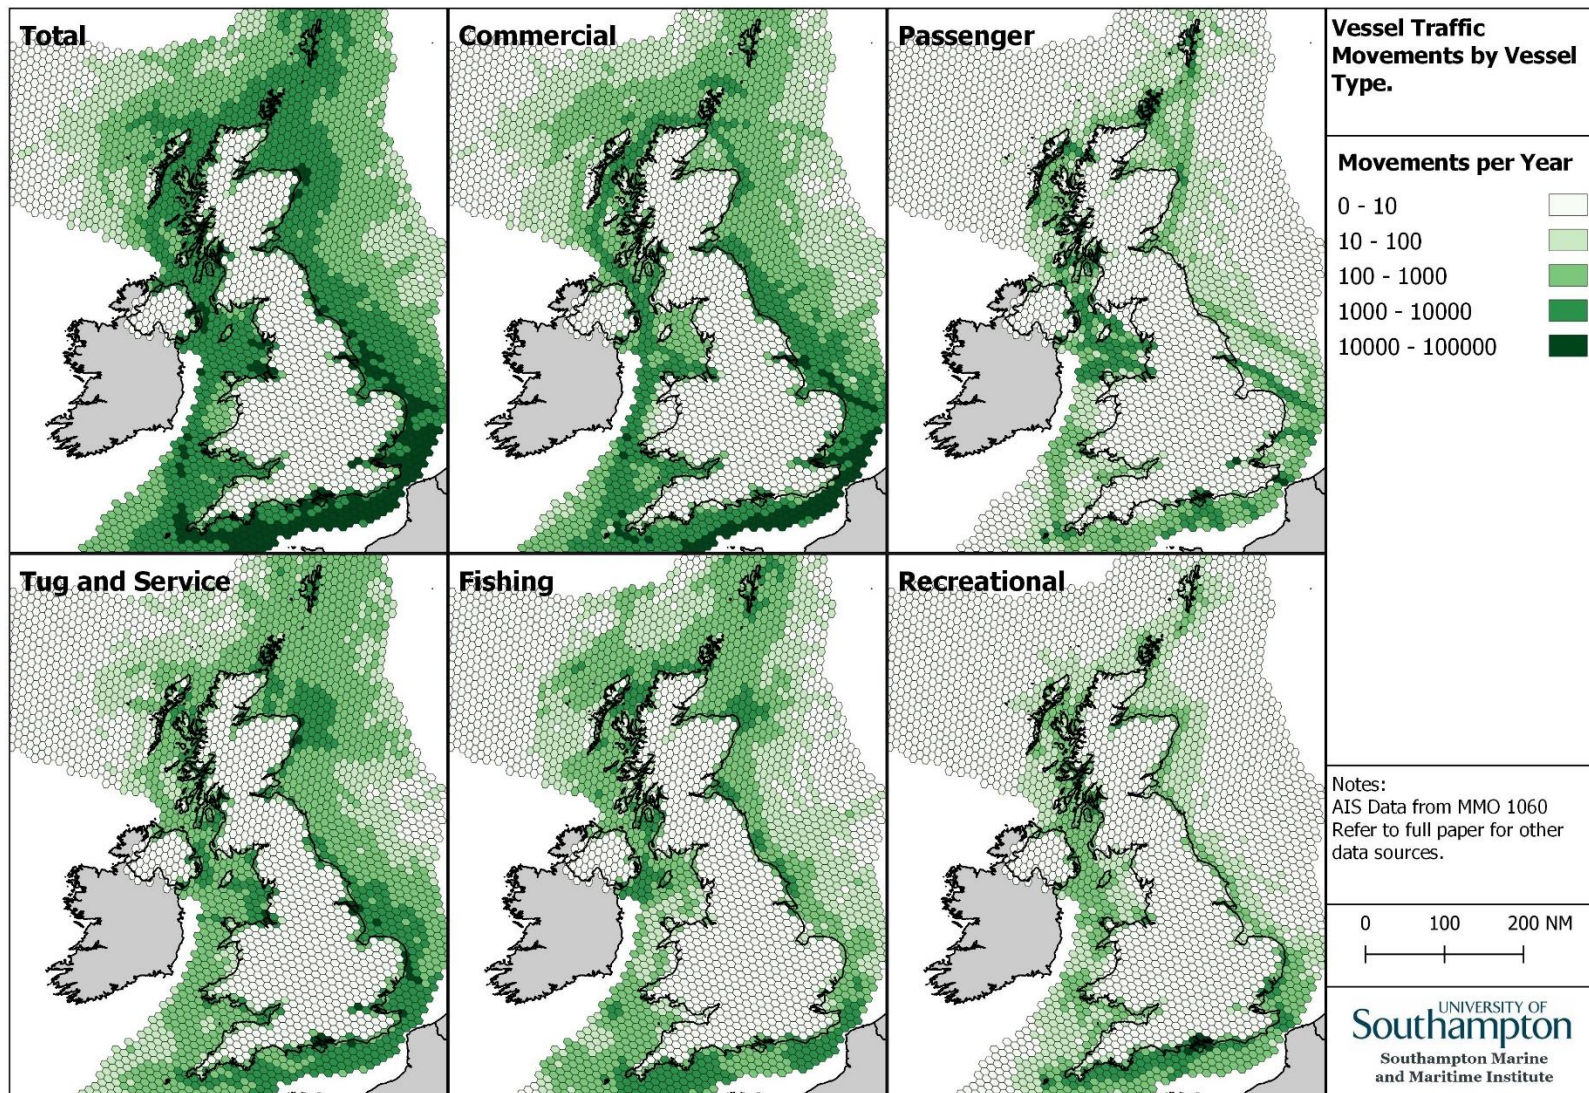 Total
Commercial
Passenger
Vessel Traffic
Movements by Vessel
Type.
Movements per Year
0 - 10
10 - 100
100 - 1000
1000 - 10000
10000 - 100000
Tug and Service
Fishing
Recreational
Notes:
AIS Data from MMO 1060
Refer to full paper for other
data sources.
0 100 200 NM
UNIVERSITY OF
Southampton
Southampton Marine
and Maritime Institute